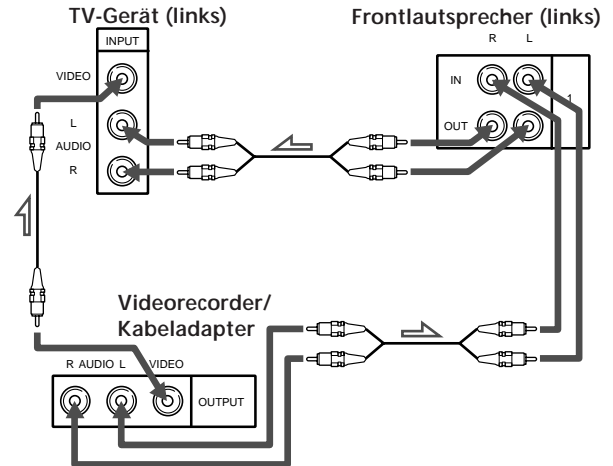 TV-Gerät (links)
Frontlautsprecher (links)
INPUT
R L
VIDEO
IN
1
L
OUT
AUDIO
R
Videorecorder/
Kabeladapter
R AUDIO L VIDEO
OUTPUT